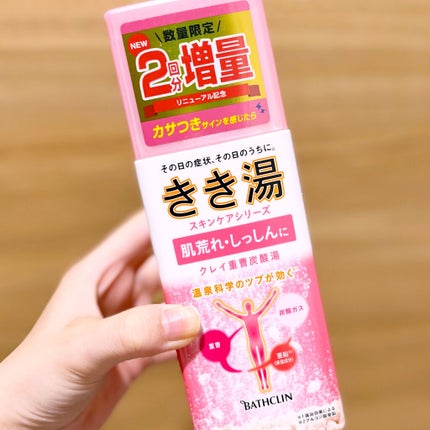 数量限定
NEW
2回分増量
リニューアル記念
カサつきサインを感じたら
その日の症状、その日のうちに。
きき湯
スキンケアシリーズ
肌荒れ・しっしんに
クレイ重曹炭酸湯
温泉科学のツブが効く
炭酸ガス
重曹
亜鉛
BATHCLIN